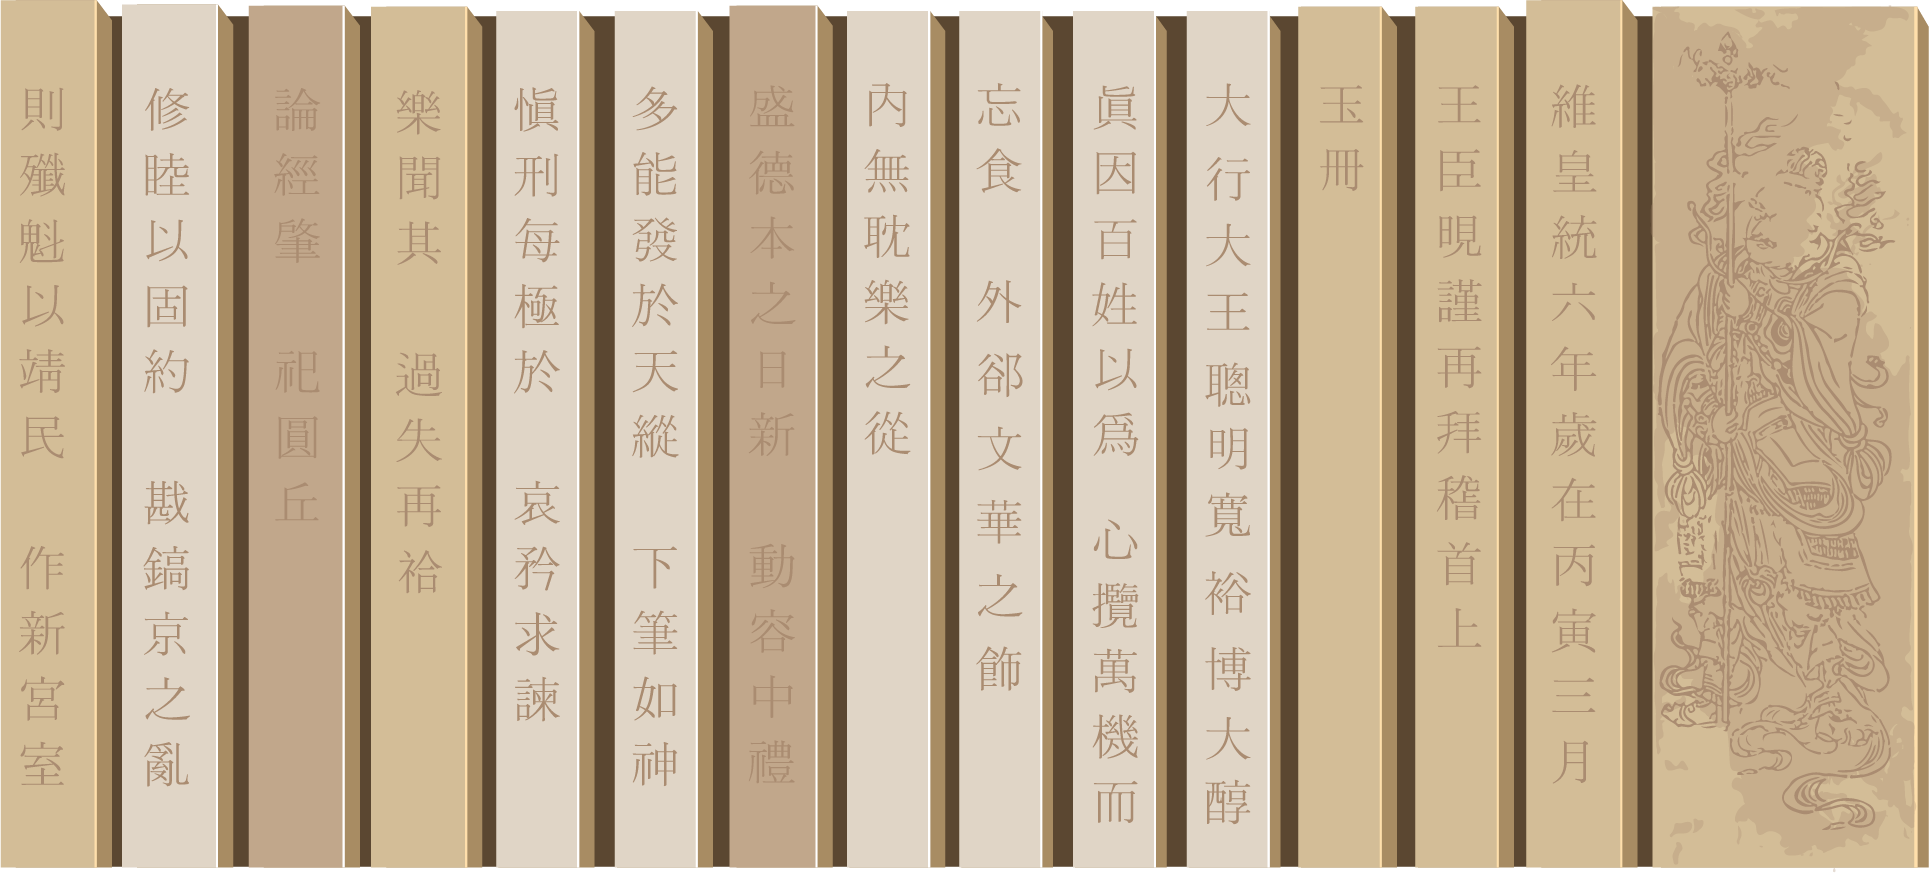 維皇統六年歲在丙寅三月
王臣晛謹再拜稽首上
玉冊
大行大王聰明寬裕博大醇
眞因百姓以爲 心攬萬機而
忘食 外郤文華之飾
內無耽樂之從
盛德本之日新 動容中禮
多能發於天縱 下筆如神
愼刑每極於 哀矜求諫
樂聞其 過失再祫
論經肇 祀圓丘
修睦以固約 戡鎬京之亂
則殲魁以靖民 作新宮室